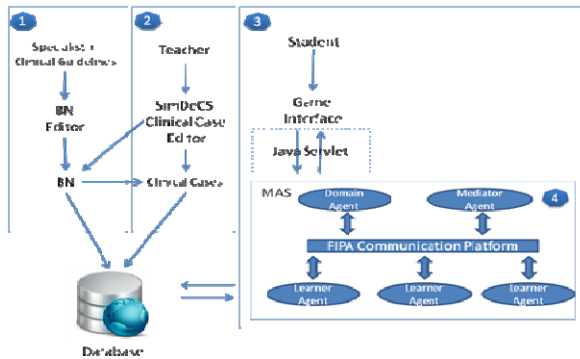 1
Specialist +
Clinical Guidelines
BN
Editor
BN
2
Teacher
SimDeCS
Clinical Case
Editor
Clinical Cases
Database
3
Student
Game
Interface
Java Servlet
MAS
4
Domain
Agent
Mediator
Agent
FIPA Communication Platform
Learner
Agent
Learner
Agent
Learner
Agent